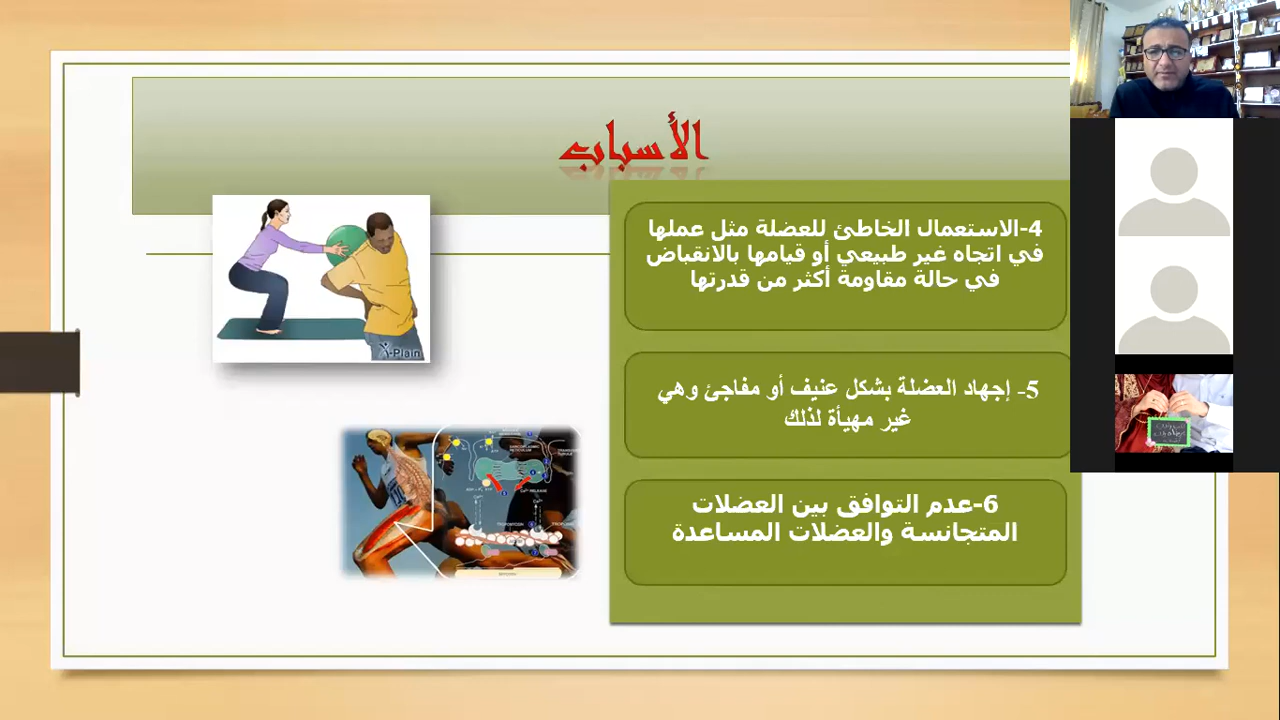 الأسباب
4-الاستعمال الخاطئ للعضلة مثل عملها
في اتجاه غير طبيعي أو قيامها بالانقباض
في حالة مقاومة أكثر من قدرتها
5- إجهاد العضلة بشكل عنيف أو مفاجئ وهي
غير مهيأة لذلك
6-عدم التوافق بين العضلات
المتجانسة والعضلات المساعدة
X-Plain